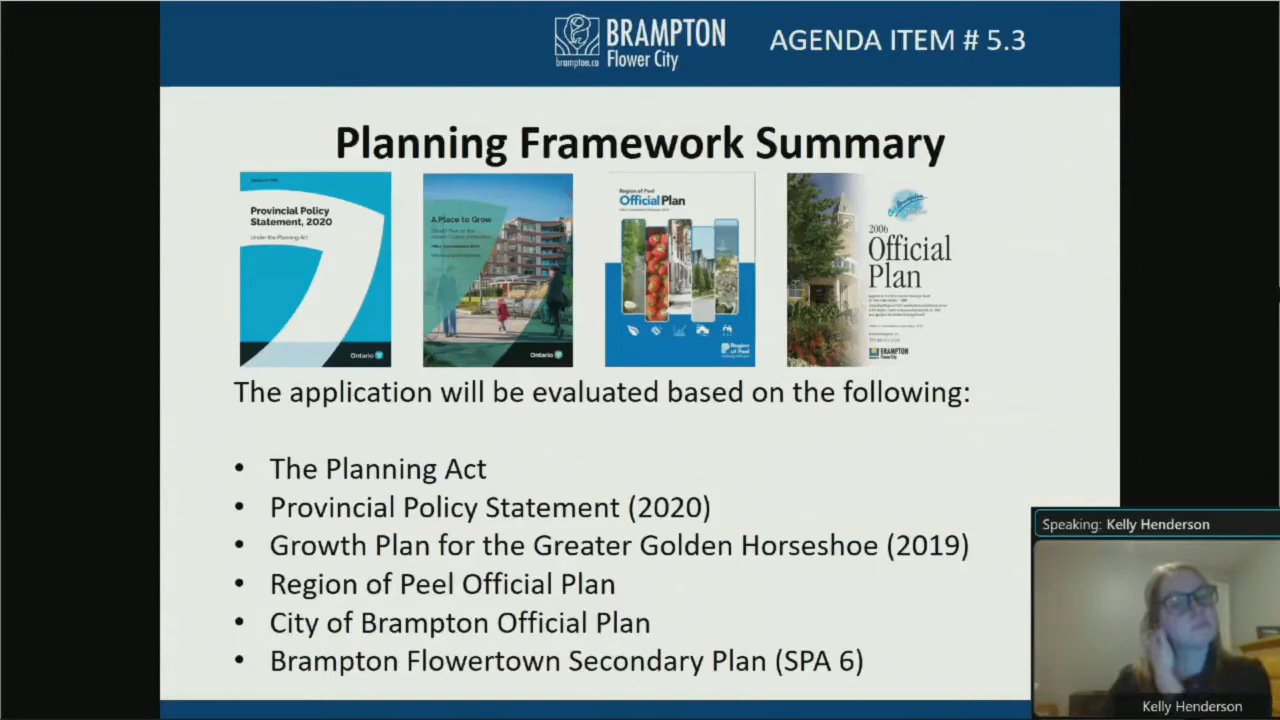 BRAMPTON
brampton.ca
Flower City
AGENDA ITEM # 5.3
Planning Framework Summary
Provincial Policy
Statement, 2020
Under the Planning Act
Ontario
A Place to Grow
Ontario
Region of Peel
Official Plan
Region
of Peel
2006
Official
Plan
BRAMPTON
Flower City
The application will be evaluated based on the following:
• The Planning Act
• Provincial Policy Statement (2020)
• Growth Plan for the Greater Golden Horseshoe (2019)
• Region of Peel Official Plan
• City of Brampton Official Plan
• Brampton Flowertown Secondary Plan (SPA 6)
Speaking: Kelly Henderson
Kelly Henderson